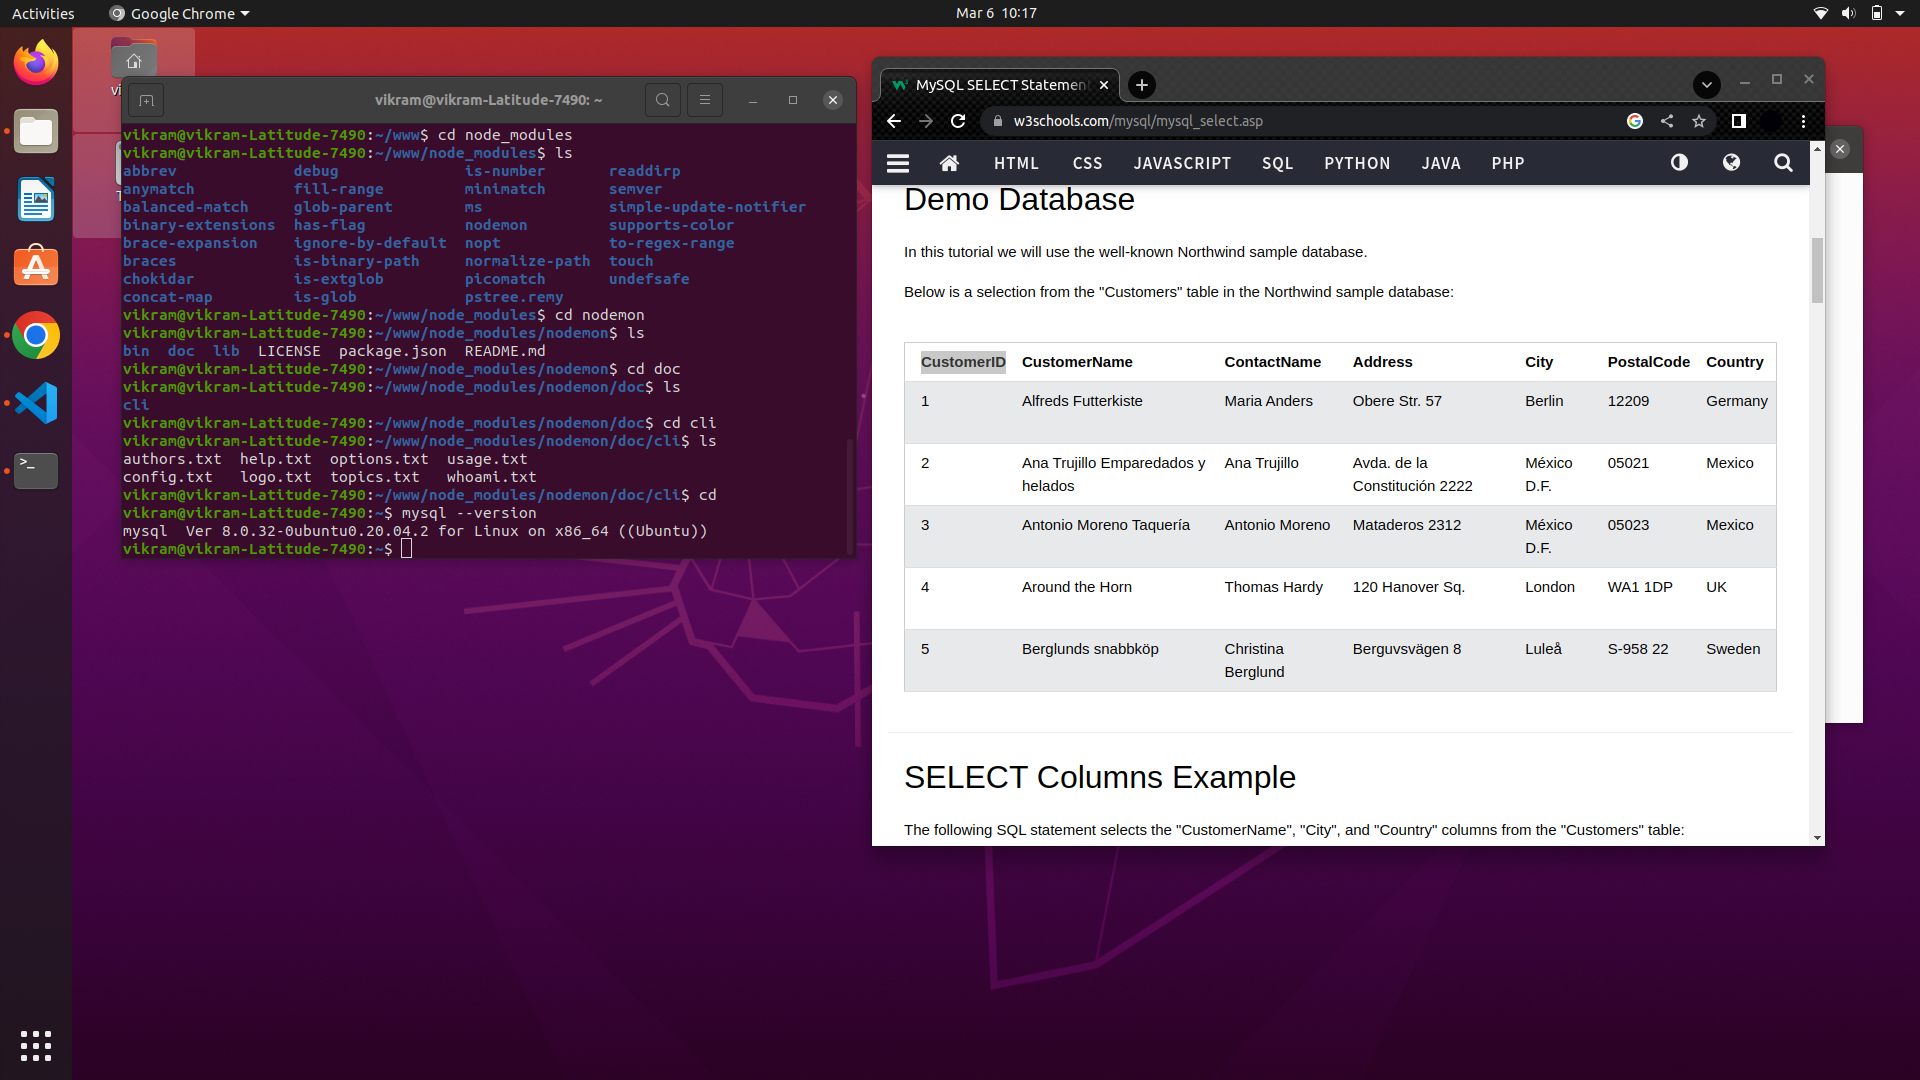 Activities
Google Chrome
Mar 6 10:17
vikram@vikram-Latitude-7490: ~
vikram@vikram-Latitude-7490:~/www$ cd node_modules
vikram@vikram-Latitude-7490:~/www/node_modules$ ls
abbrev debug is-number readdirp
anymatch fill-range minimatch semver
balanced-match glob-parent ms simple-update-notifier
binary-extensions has-flag nodemon supports-color
brace-expansion ignore-by-default nopt to-regex-range
braces is-binary-path normalize-path touch
chokidar is-extglob picomatch undefsafe
concat-map is-glob pstree.remy
vikram@vikram-Latitude-7490:~/www/node_modules$ cd nodemon
vikram@vikram-Latitude-7490:~/www/node_modules/nodemon$ ls
bin doc lib LICENSE package.json README.md
vikram@vikram-Latitude-7490:~/www/node_modules/nodemon$ cd doc
vikram@vikram-Latitude-7490:~/www/node_modules/nodemon/doc$ ls
cli
vikram@vikram-Latitude-7490:~/www/node_modules/nodemon/doc$ cd cli
vikram@vikram-Latitude-7490:~/www/node_modules/nodemon/doc/cli$ ls
authors.txt help.txt options.txt usage.txt
config.txt logo.txt topics.txt whoami.txt
vikram@vikram-Latitude-7490:~/www/node_modules/nodemon/doc/cli$ cd
vikram@vikram-Latitude-7490:~$ mysql --version
mysql Ver 8.0.32-0ubuntu0.20.04.2 for Linux on x86_64 ((Ubuntu))
vikram@vikram-Latitude-7490:~$
MySQL SELECT Statement
w3schools.com/mysql/mysql_select.asp
HTML CSS JAVASCRIPT SQL PYTHON JAVA PHP
Demo Database
In this tutorial we will use the well-known Northwind sample database.
Below is a selection from the "Customers" table in the Northwind sample database:
CustomerID CustomerName ContactName Address City PostalCode Country
1 Alfreds Futterkiste Maria Anders Obere Str. 57 Berlin 12209 Germany
2 Ana Trujillo Emparedados y Ana Trujillo Avda. de la México 05021 Mexico
helados Constitución 2222 D.F.
3 Antonio Moreno Taquería Antonio Moreno Mataderos 2312 México 05023 Mexico
D.F.
4 Around the Horn Thomas Hardy 120 Hanover Sq. London WA1 1DP UK
5 Berglunds snabbköp Christina Berguvsvägen 8 Luleå S-958 22 Sweden
Berglund
SELECT Columns Example
The following SQL statement selects the "CustomerName", "City", and "Country" columns from the "Customers" table: